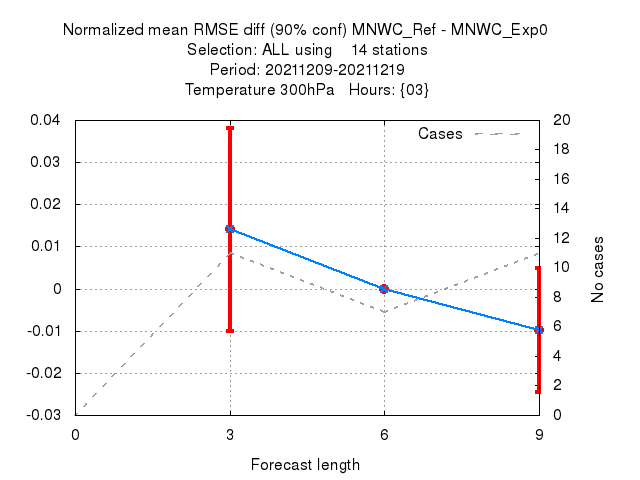 Normalized mean RMSE diff (90% conf) MNWC_Ref - MNWC_Exp0
Selection: ALL using    14 stations
Period: 20211209-20211219
Temperature 300hPa   Hours: {03}
Cases
0.04
0.03
0.02
0.01
0
-0.01
-0.02
-0.03
20
18
16
14
12
10
8
6
4
2
0
No cases
0 3 6 9
Forecast length